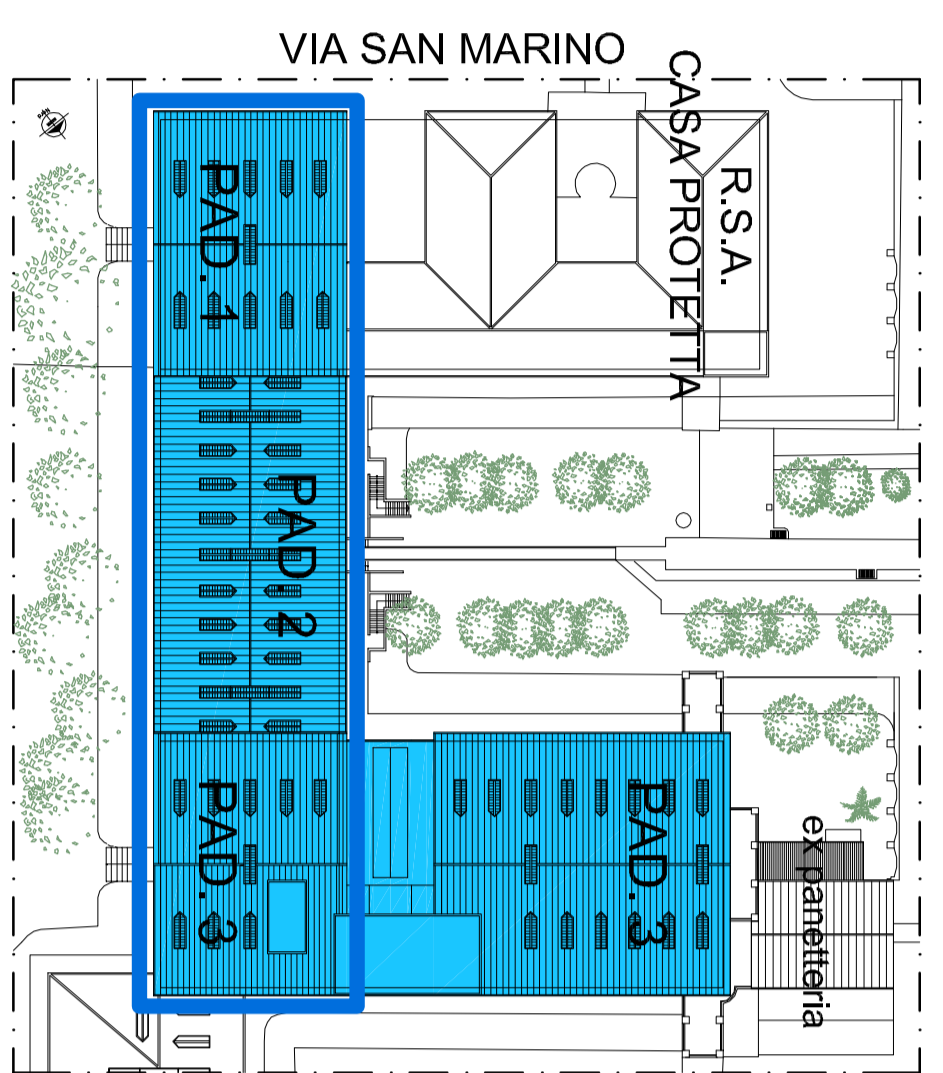 VIA SAN MARINO
R.S.A.
CASA PROTETTA
PAD. 1
PAD. 2
PAD. 3
PAD. 3
ex panetteria